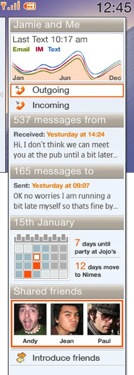 12:45
Jamie and Me
Last Text 10:17 am
Email IM Text
Jan Jun Dec
Outgoing
Incoming
537 messages from
Received: Yesterday at 14:24
Hi, I don't think we can meet
you at the pub until a bit later...
165 messages to
Sent: Yesterday at 09:07
OK no worries I am running a
bit late myself so thats fine by...
15th January
7 days until
party at Jojo's
12 days move
to Nimes
Shared friends
Andy Jean Paul
Introduce friends